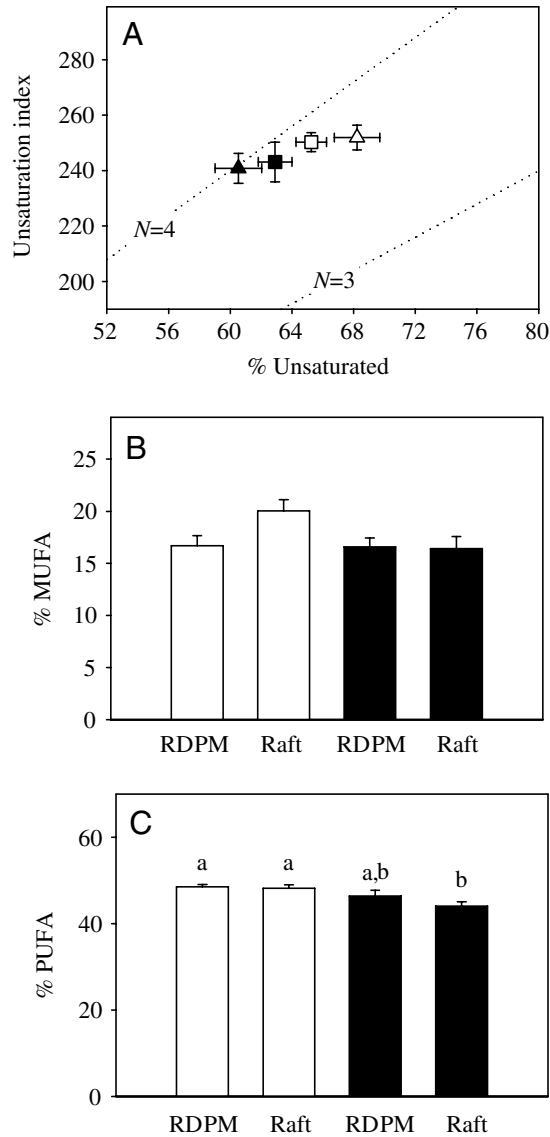 A
Unsaturation index
280
260
240
220
200
N=4
N=3
52 56 60 64 68 72 76 80
% Unsaturated
B
% MUFA
25
20
15
10
5
0
RDPM Raft RDPM Raft
C
% PUFA
60
40
20
0
a a a,b b
RDPM Raft RDPM Raft